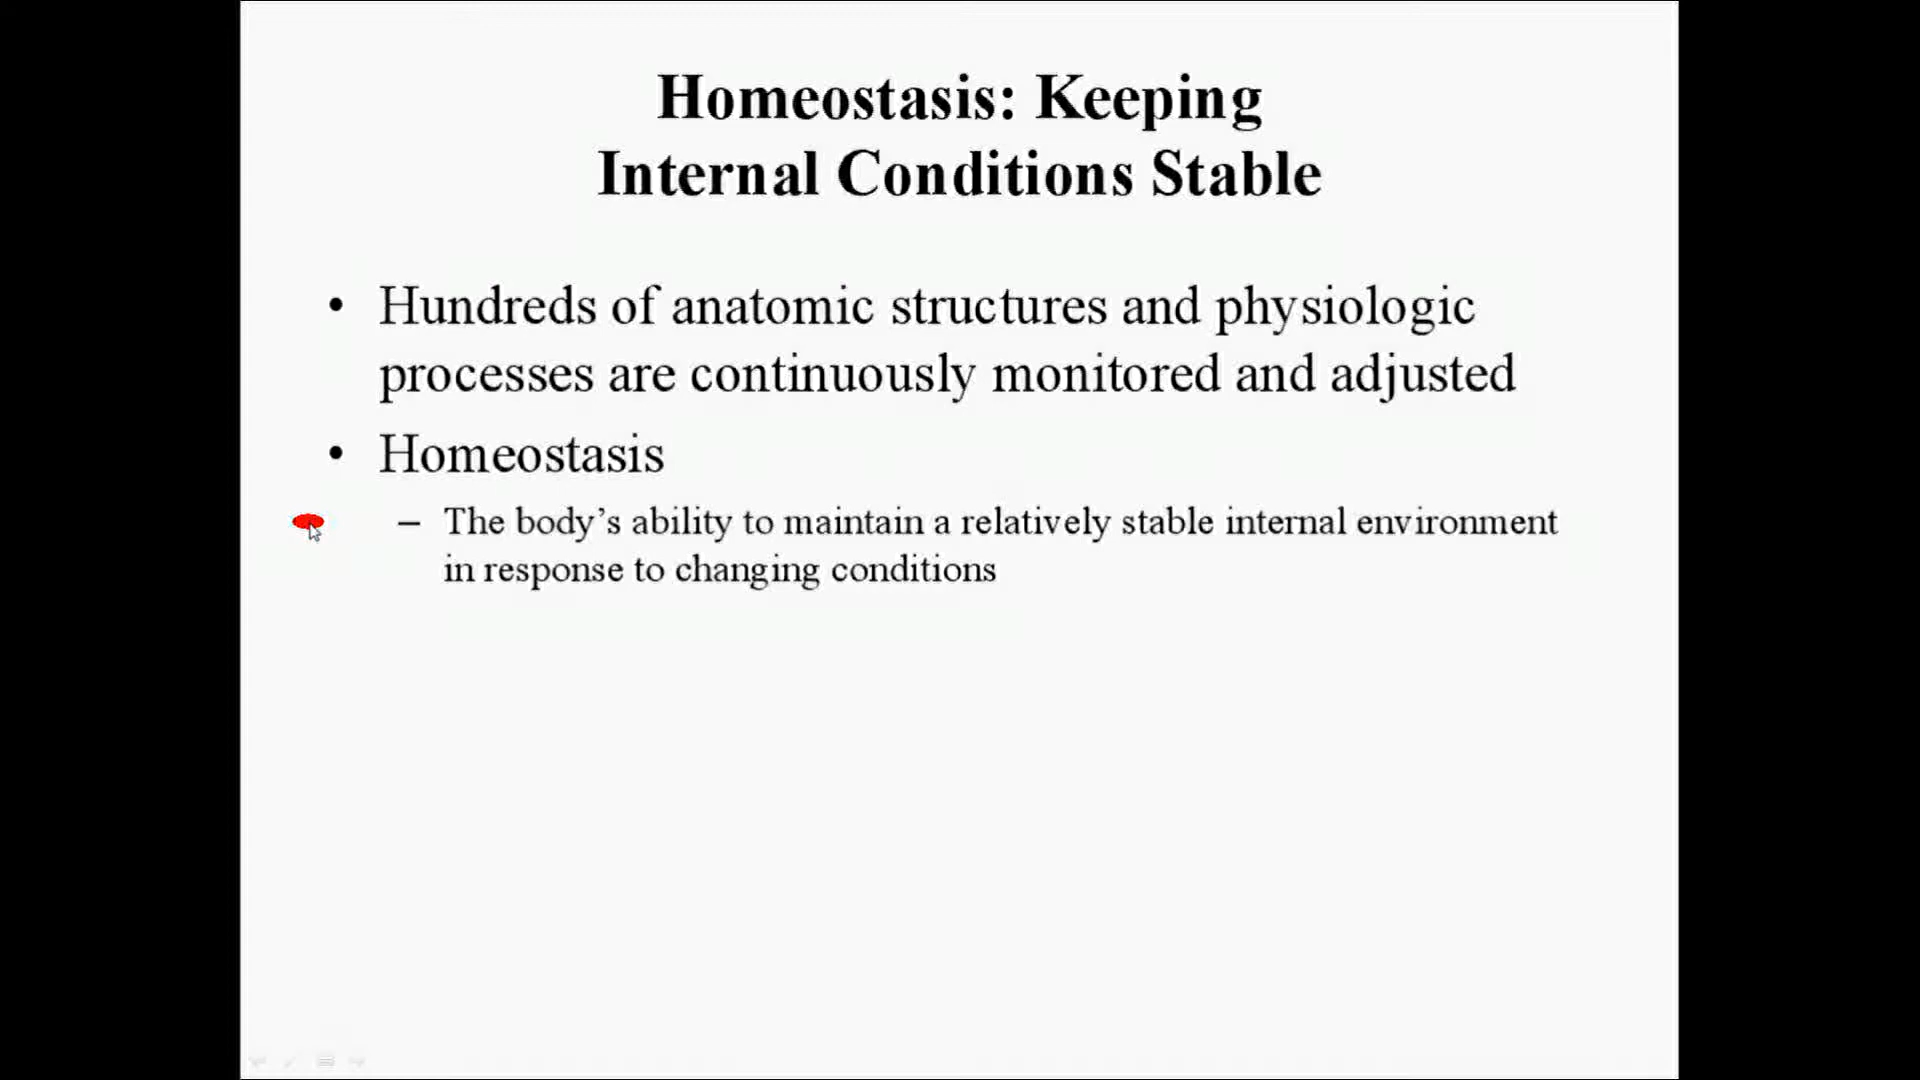 Homeostasis: Keeping
Internal Conditions Stable
• Hundreds of anatomic structures and physiologic
processes are continuously monitored and adjusted
• Homeostasis
– The body’s ability to maintain a relatively stable internal environment
in response to changing conditions